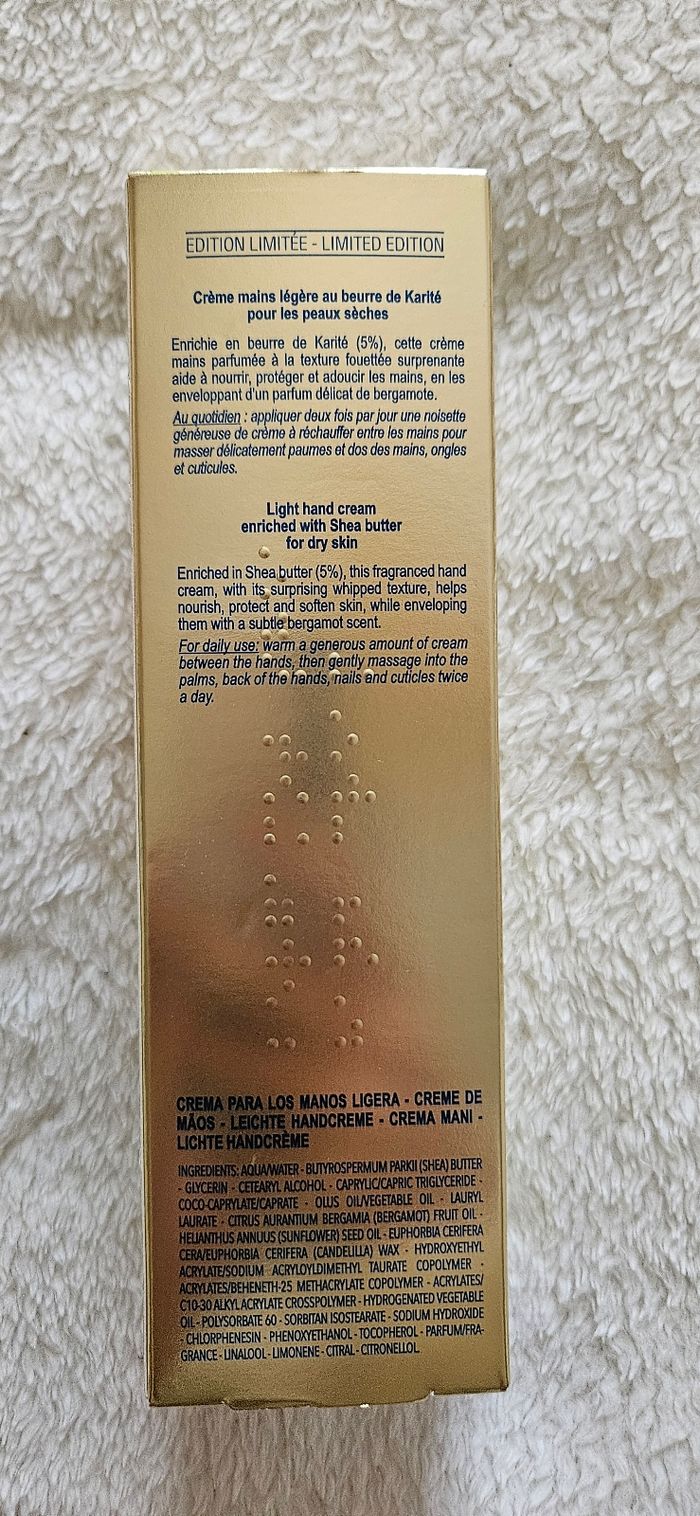 EDITION LIMITÉE - LIMITED EDITION
Crème mains légère au beurre de Karité
pour les peaux sèches
Enrichie en beurre de Karité (5%), cette crème
mains parfumée à la texture fouettée surprenante
aide à nourrir, protéger et adoucir les mains, en les
enveloppant d'un parfum délicat de bergamote.
Au quotidien : appliquer deux fois par jour une noisette
généreuse de crème à réchauffer entre les mains pour
masser délicatement paumes et dos des mains, ongles
et cuticules.
Light hand cream
enriched with Shea butter
for dry skin
Enriched in Shea butter (5%), this fragranced hand
cream, with its surprising whipped texture, helps
nourish, protect and soften skin, while enveloping
them with a subtle bergamot scent.
For daily use: warm a generous amount of cream
between the hands, then gently massage into the
palms, back of the hands, nails and cuticles twice
a day.
CREMA PARA LOS MANOS LIGERA - CREME DE
MÃOS - LEICHTE HANDCREME - CREMA MANI -
LICHTE HANDCRÈME
INGREDIENTS: AQUA/WATER - BUTYROSPERMUM PARKII (SHEA) BUTTER
- GLYCERIN - CETEARYL ALCOHOL - CAPRYLIC/CAPRIC TRIGLYCERIDE -
COCO-CAPRYLATE/CAPRATE - OLUS OIL/VEGETABLE OIL - LAURYL
LAURATE - CITRUS AURANTIUM BERGAMIA (BERGAMOT) FRUIT OIL -
HELIANTHUS ANNUUS (SUNFLOWER) SEED OIL - EUPHORBIA CERIFERA
CERA/EUPHORBIA CERIFERA (CANDELILLA) WAX - HYDROXYETHYL
ACRYLATE/SODIUM ACRYLOYLDIMETHYL TAURATE COPOLYMER -
ACRYLATES/BEHENETH-25 METHACRYLATE COPOLYMER - ACRYLATES/
C10-30 ALKYL ACRYLATE CROSSPOLYMER - HYDROGENATED VEGETABLE
OIL - POLYSORBATE 60 - SORBITAN ISOSTEARATE - SODIUM HYDROXIDE
- CHLORPHENESIN - PHENOXYETHANOL - TOCOPHEROL - PARFUM/FRA-
GRANCE - LINALOOL - LIMONENE - CITRAL - CITRONELLOL.